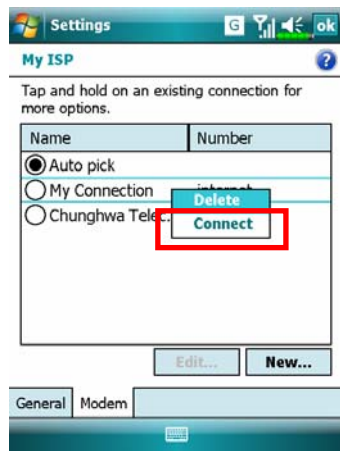 Settings G ok
My ISP ?
Tap and hold on an existing connection for
more options.
Name Number
Auto pick
My Connection internet
Chunghwa Telec...
Delete
Connect
Edit... New...
General Modem